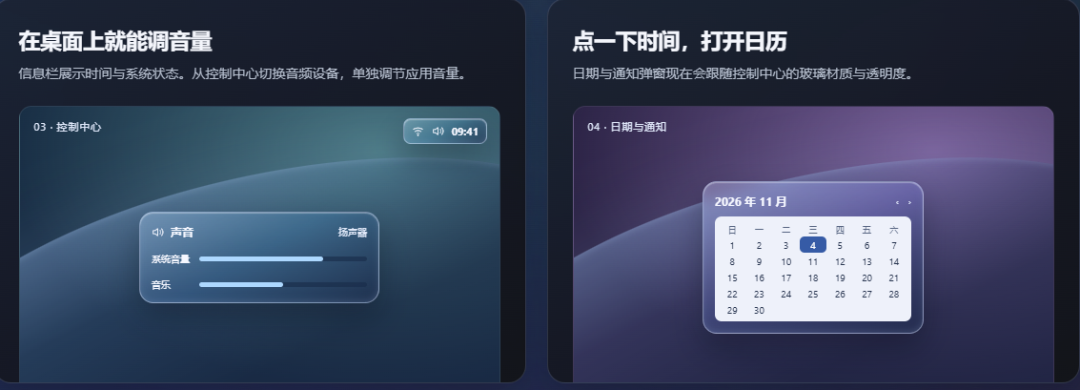 在桌面上就能调音量
信息栏展示时间与系统状态。从控制中心切换音频设备，单独调节应用音量。
03 · 控制中心
09:41
声音 扬声器
系统音量
音乐
点一下时间，打开日历
日期与通知弹窗现在会跟随控制中心的玻璃材质与透明度。
04 · 日期与通知
2026 年 11 月 ‹ ›
日 一 二 三 四 五 六
1 2 3 4 5 6 7
8 9 10 11 12 13 14
15 16 17 18 19 20 21
22 23 24 25 26 27 28
29 30